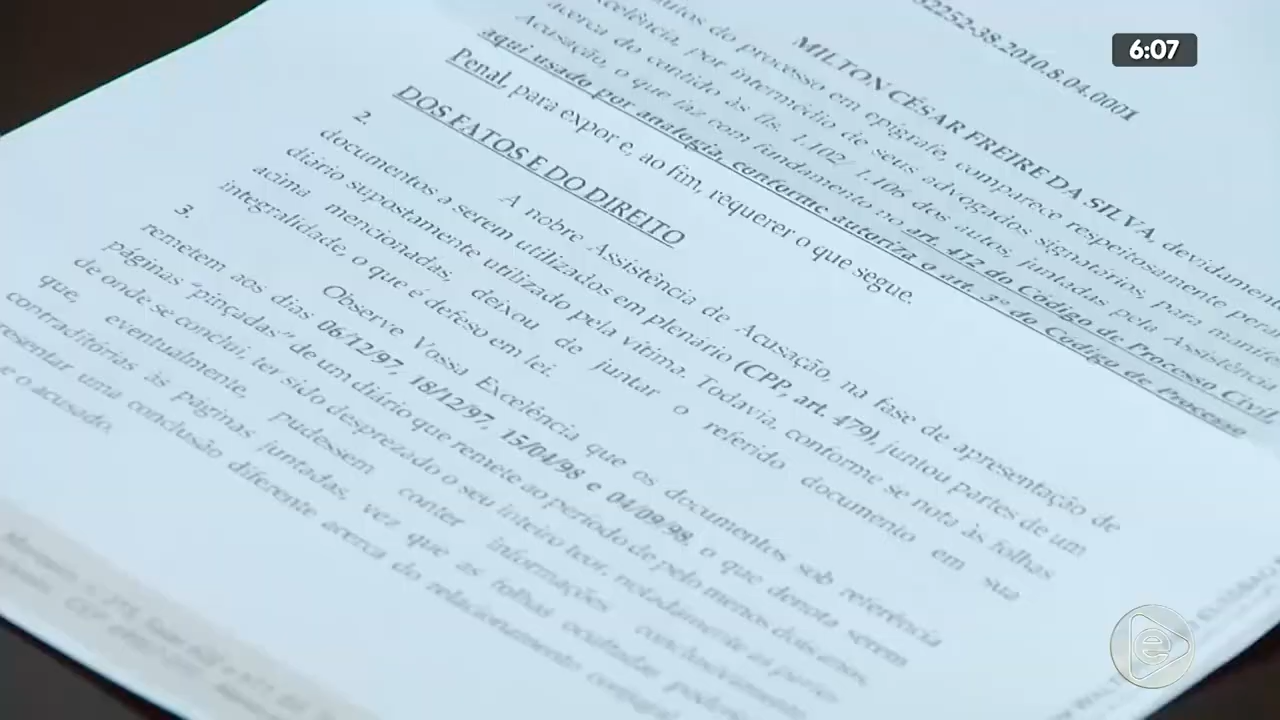 6:07
52252-38.2010.8.04.0001
MILTON CÉSAR FREIRE DA SILVA, devidamente
autos do processo em epígrafe, comparece respeitosamente
Excelência, por intermédio de seus advogados signatários, para
acerca do contido às fls. 1.102/ 1.106 dos autos, juntadas pela Assistência
Acusação, o que faz com fundamento no art. 417 do Código de Processo Civil
aqui usado por analogia, conforme autoriza o art. 3º do Código de Processo
Penal, para expor e, ao fim, requerer o que segue.
DOS FATOS E DO DIREITO
2. A nobre Assistência de Acusação, na fase de apresentação de
documentos a serem utilizados em plenário (CPP, art. 479), juntou partes de um
diário supostamente utilizado pela vítima. Todavia, conforme se nota às folhas
acima mencionadas, deixou de juntar o referido documento em sua
integralidade, o que é defeso em lei.
3. Observe Vossa Excelência que os documentos sob referência
remetem aos dias 06/12/97, 18/12/97, 15/04/98 e 04/09/98, o que denota serem
páginas "pinçadas" de um diário que remete ao período de pelo menos dois anos,
de onde se conclui, ter sido desprezado o seu inteiro teor, notadamente as partes
que, eventualmente, pudessem conter informações conclusivamente
contraditórias às páginas juntadas, vez que as folhas ocultadas
uma conclusão diferente acerca do relacionamento
e o acusado.
e